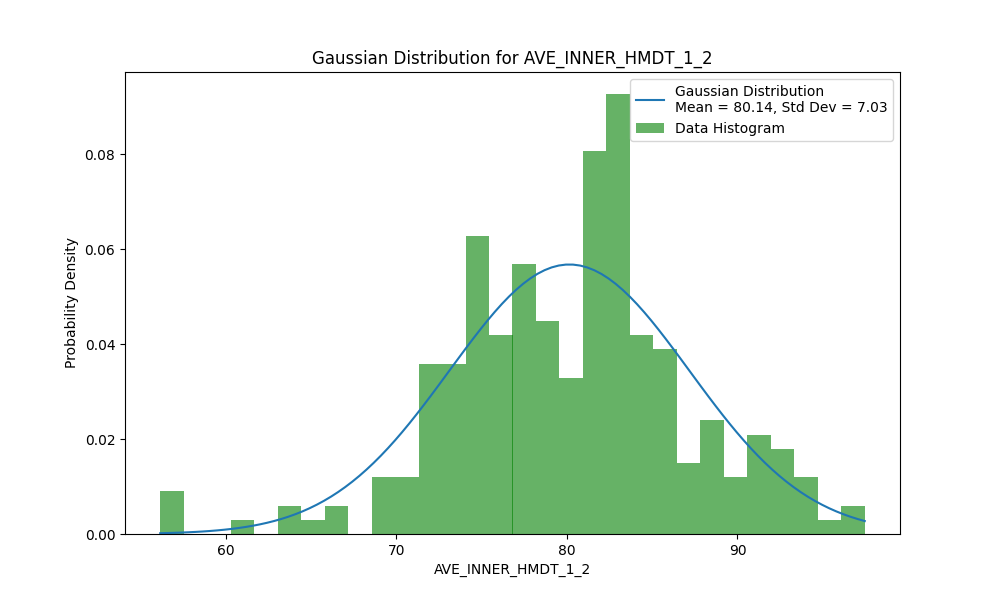 Gaussian Distribution for AVE_INNER_HMDT_1_2
Gaussian Distribution
Mean = 80.14, Std Dev = 7.03
Data Histogram
Probability Density
0.08
0.06
0.04
0.02
0.00
60
70
80
90
AVE_INNER_HMDT_1_2